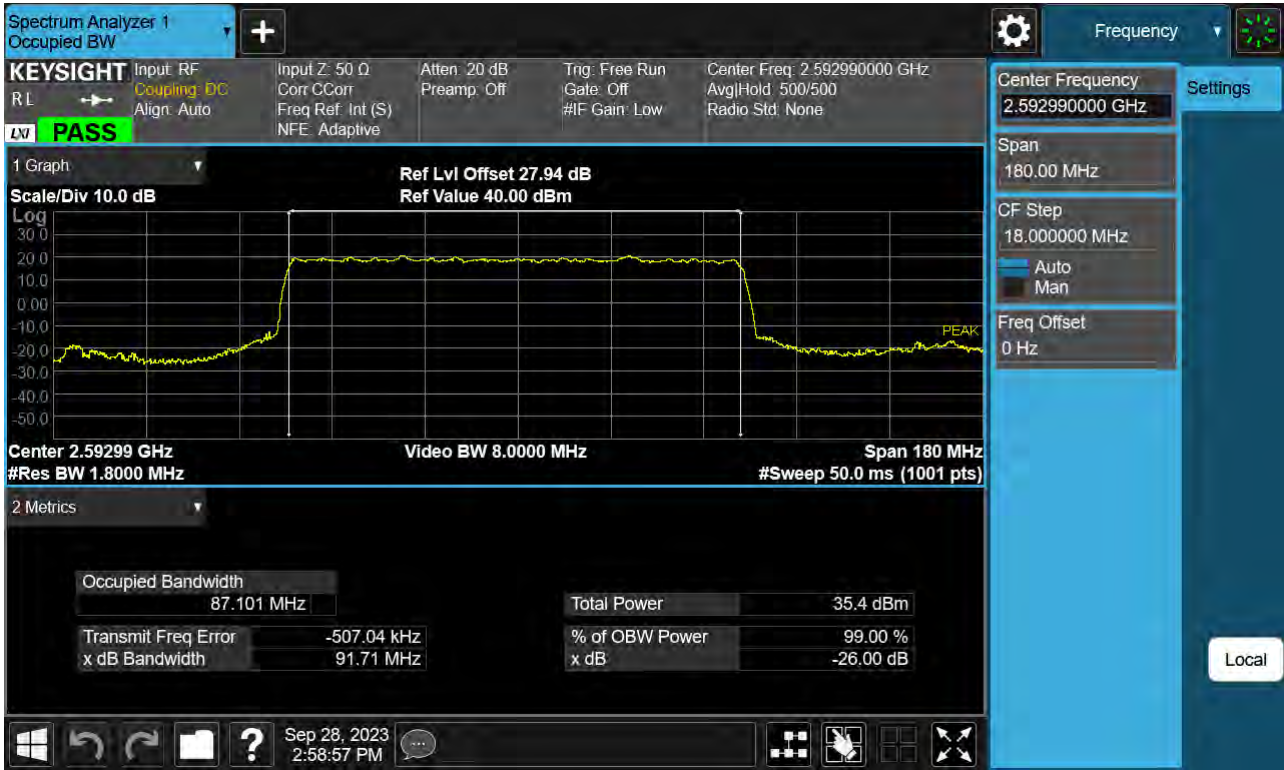 Spectrum Analyzer 1
Occupied BW
+
Frequency
KEYSIGHT
RL
LXI PASS
Input: RF
Coupling: DC
Align: Auto
Input Z: 50 Ω
Corr CCorr
Freq Ref: Int (S)
NFE: Adaptive
Atten: 20 dB
Preamp: Off
Trig: Free Run
Gate: Off
#IF Gain: Low
Center Freq: 2.592990000 GHz
Avg|Hold: 500/500
Radio Std: None
Center Frequency
2.592990000 GHz
Settings
Span
180.00 MHz
CF Step
18.000000 MHz
Auto
Man
Freq Offset
0 Hz
1 Graph
Scale/Div 10.0 dB
Ref Lvl Offset 27.94 dB
Ref Value 40.00 dBm
Log
30.0
20.0
10.0
0.00
-10.0
-20.0
-30.0
-40.0
-50.0
PEAK
Center 2.59299 GHz
Video BW 8.0000 MHz
Span 180 MHz
#Res BW 1.8000 MHz
#Sweep 50.0 ms (1001 pts)
2 Metrics
Occupied Bandwidth
87.101 MHz
Total Power 35.4 dBm
Transmit Freq Error -507.04 kHz
% of OBW Power 99.00 %
x dB Bandwidth 91.71 MHz
x dB -26.00 dB
Local
?
Sep 28, 2023
2:58:57 PM